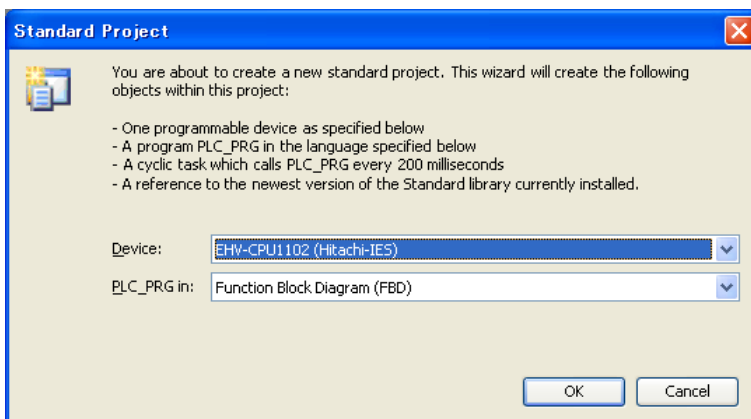 Standard Project
You are about to create a new standard project. This wizard will create the following
objects within this project:
- One programmable device as specified below
- A program PLC_PRG in the language specified below
- A cyclic task which calls PLC_PRG every 200 milliseconds
- A reference to the newest version of the Standard library currently installed.
Device: EHV-CPU1102 (Hitachi-IES)
PLC_PRG in: Function Block Diagram (FBD)
OK Cancel